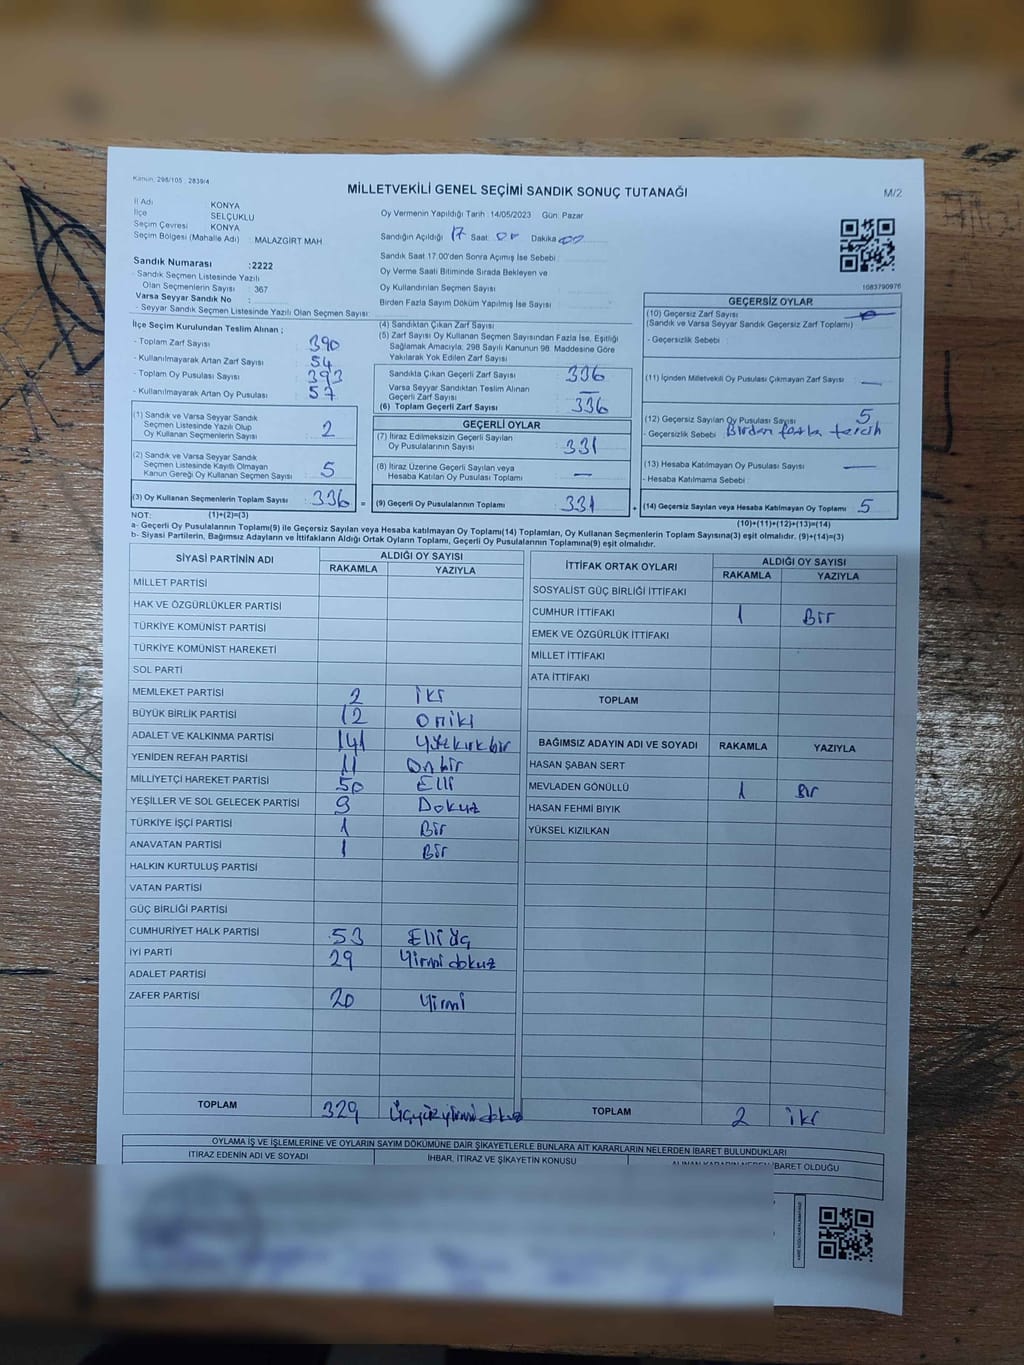 Kanun: 298/105 , 2839/4
MİLLETVEKİLİ GENEL SEÇİMİ SANDIK SONUÇ TUTANAĞI
M/2
İl Adı KONYA
İlçe SELÇUKLU
Seçim Çevresi KONYA
Seçim Bölgesi (Mahalle Adı) : MALAZGİRT MAH.
Oy Vermenin Yapıldığı Tarih : 14/05/2023 Gün: Pazar
Sandığın Açıldığı 17 Saat Dakika
Sandık Saat 17.00'den Sonra Açılmış İse Sebebi :
Oy Verme Saati Bitiminde Sırada Bekleyen ve
Oy Kullandırılan Seçmen Sayısı
Birden Fazla Sayım Döküm Yapılmış İse Sayısı
1083790976
Sandık Numarası : 2222
- Sandık Seçmen Listesinde Yazılı
Olan Seçmenlerin Sayısı : 367
Varsa Seyyar Sandık No :
- Seyyar Sandık Seçmen Listesinde Yazılı Olan Seçmen Sayısı:
İlçe Seçim Kurulundan Teslim Alınan ;
- Toplam Zarf Sayısı : 390
- Kullanılmayarak Artan Zarf Sayısı : 54
- Toplam Oy Pusulası Sayısı : 393
- Kullanılmayarak Artan Oy Pusulası : 57
(1) Sandık ve Varsa Seyyar Sandık
Seçmen Listesinde Yazılı Olup
Oy Kullanan Seçmenlerin Sayısı : 2
(2) Sandık ve Varsa Seyyar Sandık
Seçmen Listesinde Kayıtlı Olmayan
Kanun Gereği Oy Kullanan Seçmen Sayısı : 5
(3) Oy Kullanan Seçmenlerin Toplam Sayısı : 336 =
(4) Sandıktan Çıkan Zarf Sayısı
(5) Zarf Sayısı Oy Kullanan Seçmen Sayısından Fazla İse, Eşitliği
Sağlamak Amacıyla, 298 Sayılı Kanunun 98. Maddesine Göre
Yakılarak Yok Edilen Zarf Sayısı
Sandıkta Çıkan Geçerli Zarf Sayısı : 336
Varsa Seyyar Sandıktan Teslim Alınan
Geçerli Zarf Sayısı : —
(6) Toplam Geçerli Zarf Sayısı : 336
GEÇERLİ OYLAR
(7) İtiraz Edilmeksizin Geçerli Sayılan
Oy Pusulalarının Sayısı : 331
(8) İtiraz Üzerine Geçerli Sayılan veya
Hesaba Katılan Oy Pusulası Toplamı : —
(9) Geçerli Oy Pusulalarının Toplamı : 331 +
GEÇERSİZ OYLAR
(10) Geçersiz Zarf Sayısı
(Sandık ve Varsa Seyyar Sandık Geçersiz Zarf Toplamı)
- Geçersizlik Sebebi :
(11) İçinden Milletvekili Oy Pusulası Çıkmayan Zarf Sayısı : —
(12) Geçersiz Sayılan Oy Pusulası Sayısı : 5
- Geçersizlik Sebebi : Birden fazla tercih
(13) Hesaba Katılmayan Oy Pusulası Sayısı : —
- Hesaba Katılmama Sebebi :
(14) Geçersiz Sayılan veya Hesaba Katılmayan Oy Toplamı : 5
NOT: (1)+(2)=(3)
(10)+(11)+(12)+(13)=(14)
a- Geçerli Oy Pusulalarının Toplamı(9) ile Geçersiz Sayılan veya Hesaba katılmayan Oy Toplamı(14) Toplamları, Oy Kullanan Seçmenlerin Toplam Sayısına(3) eşit olmalıdır. (9)+(14)=(3)
b- Siyasi Partilerin, Bağımsız Adayların ve İttifakların Aldığı Ortak Oyların Toplamı, Geçerli Oy Pusulalarının Toplamına(9) eşit olmalıdır.
SİYASİ PARTİNİN ADI ALDIĞI OY SAYISI
RAKAMLA YAZIYLA
MİLLET PARTİSİ
HAK VE ÖZGÜRLÜKLER PARTİSİ
TÜRKİYE KOMÜNİST PARTİSİ
TÜRKİYE KOMÜNİST HAREKETİ
SOL PARTİ
MEMLEKET PARTİSİ 2 iki
BÜYÜK BİRLİK PARTİSİ 12 oniki
ADALET VE KALKINMA PARTİSİ 141 Yüzkırkbir
YENİDEN REFAH PARTİSİ 11 Onbir
MİLLİYETÇİ HAREKET PARTİSİ 50 Elli
YEŞİLLER VE SOL GELECEK PARTİSİ 9 Dokuz
TÜRKİYE İŞÇİ PARTİSİ 1 Bir
ANAVATAN PARTİSİ 1 Bir
HALKIN KURTULUŞ PARTİSİ
VATAN PARTİSİ
GÜÇ BİRLİĞİ PARTİSİ
CUMHURİYET HALK PARTİSİ 53 Elli üç
İYİ PARTİ 29 Yirmi dokuz
ADALET PARTİSİ
ZAFER PARTİSİ 20 Yirmi
TOPLAM 329 Üçyüzyirmidokuz
İTTİFAK ORTAK OYLARI ALDIĞI OY SAYISI
RAKAMLA YAZIYLA
SOSYALİST GÜÇ BİRLİĞİ İTTİFAKI
CUMHUR İTTİFAKI 1 Bir
EMEK VE ÖZGÜRLÜK İTTİFAKI
MİLLET İTTİFAKI
ATA İTTİFAKI
TOPLAM
BAĞIMSIZ ADAYIN ADI VE SOYADI RAKAMLA YAZIYLA
HASAN ŞABAN SERT
MEVLADEN GÖNÜLLÜ 1 Bir
HASAN FEHMİ BIYIK
YÜKSEL KIZILKAN
TOPLAM 2 iki
OYLAMA İŞ VE İŞLEMLERİNE VE OYLARIN SAYIM DÖKÜMÜNE DAİR ŞİKAYETLERLE BUNLARA AİT KARARLARIN NELERDEN İBARET BULUNDUKLARI
İTİRAZ EDENİN ADI VE SOYADI İHBAR, İTİRAZ VE ŞİKAYETİN KONUSU ALINAN KARARIN NEDEN İBARET OLDUĞU